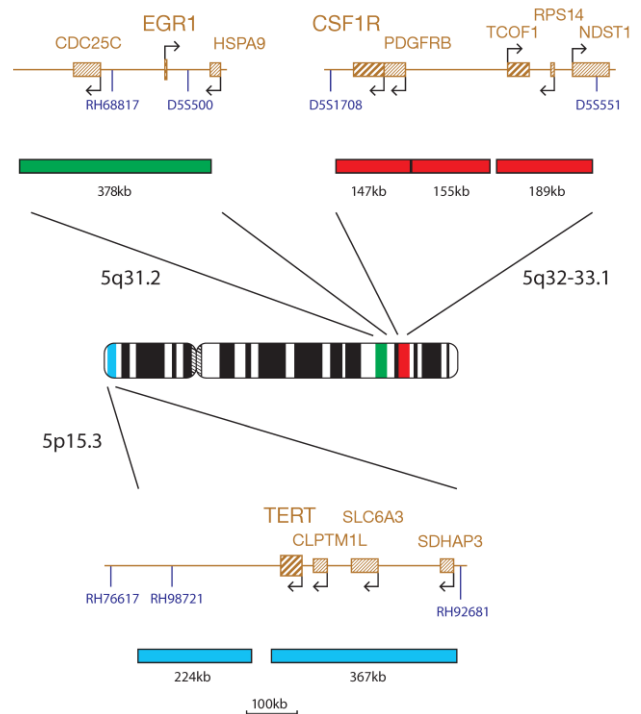 EGR1
CDC25C
HSPA9
RH68817
D5S500
CSF1R
PDGFRB
TCOF1
RPS14
NDST1
D5S1708
D5S551
378kb
147kb
155kb
189kb
5q31.2
5q32-33.1
5p15.3
TERT
SLC6A3
CLPTM1L
SDHAP3
RH76617
RH98721
RH92681
224kb
367kb
100kb